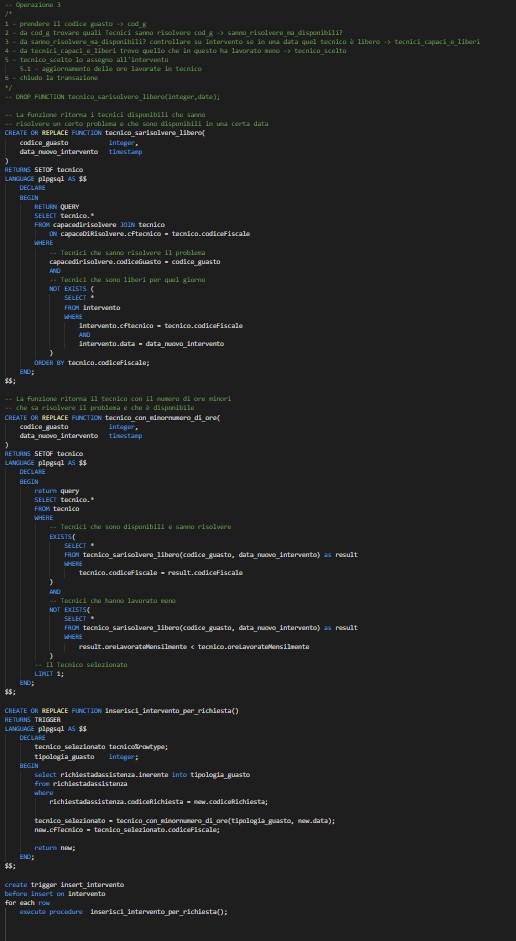 -- Operazione 3
/*
1 - prendere il codice guasto -> cod_g
2 - da cod_g trovare quali Tecnici sanno risolvere cod_g -> sanno_risolvere_ma_disponibili?
3 - da sanno_risolvere_ma_disponibili? controllare su intervento se in una data quel tecnico è libero -> tecnici_capaci_e_liberi
4 - da tecnici_capaci_e_liberi trovo quello che in questo ha lavorato meno -> tecnico_scelto
5 - tecnico_scelto lo assegno all'intervento
5.1 - aggiornamento delle ore lavorate in tecnico
6 - chiudo la transazione
*/
-- DROP FUNCTION tecnico_sarisolvere_libero(integer,date);

-- La funzione ritorna i tecnici disponibili che sanno
-- risolvere un certo problema e che sono disponibili in una certa data
CREATE OR REPLACE FUNCTION tecnico_sarisolvere_libero(
    codice_guasto           integer,
    data_nuovo_intervento   timestamp
)
RETURNS SETOF tecnico
LANGUAGE plpgsql AS $$
    DECLARE
    BEGIN
        RETURN QUERY
        SELECT tecnico.*
        FROM capacedirisolvere JOIN tecnico
            ON capaceDiRisolvere.cftecnico = tecnico.codiceFiscale
        WHERE
            -- Tecnici che sanno risolvere il problema
            capacedirisolvere.codiceGuasto = codice_guasto
            AND
            -- Tecnici che sono liberi per quel giorno
            NOT EXISTS (
                SELECT *
                FROM intervento
                WHERE
                    intervento.cftecnico = tecnico.codiceFiscale
                    AND
                    intervento.data = data_nuovo_intervento
            )
        ORDER BY tecnico.codiceFiscale;
    END;
$$;

-- La funzione ritorna il tecnico con il numero di ore minori
-- che sa risolvere il problema e che è disponibile
CREATE OR REPLACE FUNCTION tecnico_con_minornumero_di_ore(
    codice_guasto           integer,
    data_nuovo_intervento   timestamp
)
RETURNS SETOF tecnico
LANGUAGE plpgsql AS $$
    DECLARE
    BEGIN
        return query
        SELECT tecnico.*
        FROM tecnico
        WHERE
            -- Tecnici che sono disponibili e sanno risolvere
            EXISTS(
                SELECT *
                FROM tecnico_sarisolvere_libero(codice_guasto, data_nuovo_intervento) as result
                WHERE
                    tecnico.codiceFiscale = result.codiceFiscale
            )
            AND
            -- Tecnici che hanno lavorato meno
            NOT EXISTS(
                SELECT *
                FROM tecnico_sarisolvere_libero(codice_guasto, data_nuovo_intervento) as result
                WHERE
                    result.oreLavorateMensilmente < tecnico.oreLavorateMensilmente
            )
        -- il Tecnico selezionato
        LIMIT 1;
    END;
$$;

CREATE OR REPLACE FUNCTION inserisci_intervento_per_richiesta()
RETURNS TRIGGER
LANGUAGE plpgsql AS $$
    DECLARE
        tecnico_selezionato tecnico%rowtype;
        tipologia_guasto    integer;
    BEGIN
        select richiestadassistenza.inerente into tipologia_guasto
        from richiestadassistenza
        where
            richiestadassistenza.codiceRichiesta = new.codiceRichiesta;

        tecnico_selezionato = tecnico_con_minornumero_di_ore(tipologia_guasto, new.data);
        new.cfTecnico = tecnico_selezionato.codiceFiscale;

        return new;
    END;
$$;

create trigger insert_intervento
before insert on intervento
for each row
    execute procedure  inserisci_intervento_per_richiesta();